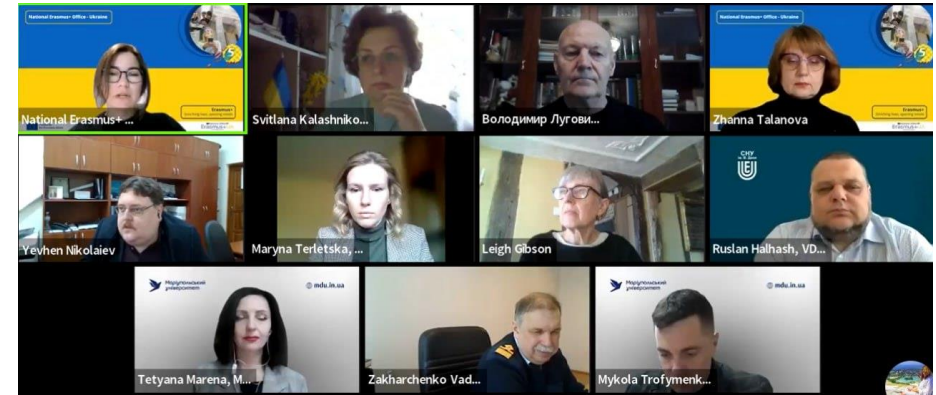 National Erasmus+ Office - Ukraine
National Erasmus+ ...
Erasmus+
Svitlana Kalashniko...
Володимир Лугови...
National Erasmus+ Office - Ukraine
Zhanna Talanova
Erasmus+
Yevhen Nikolaiev
Maryna Terletska, ...
Leigh Gibson
СНУ
Ruslan Halhash, VD...
Маріупольський
університет
mdu.in.ua
Tetyana Marena, M...
Zakharchenko Vad...
Маріупольський
університет
mdu.in.ua
Mykola Trofymenk...